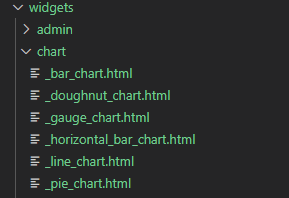 widgets
admin
chart
_bar_chart.html
_doughnut_chart.html
_gauge_chart.html
_horizontal_bar_chart.html
_line_chart.html
_pie_chart.html